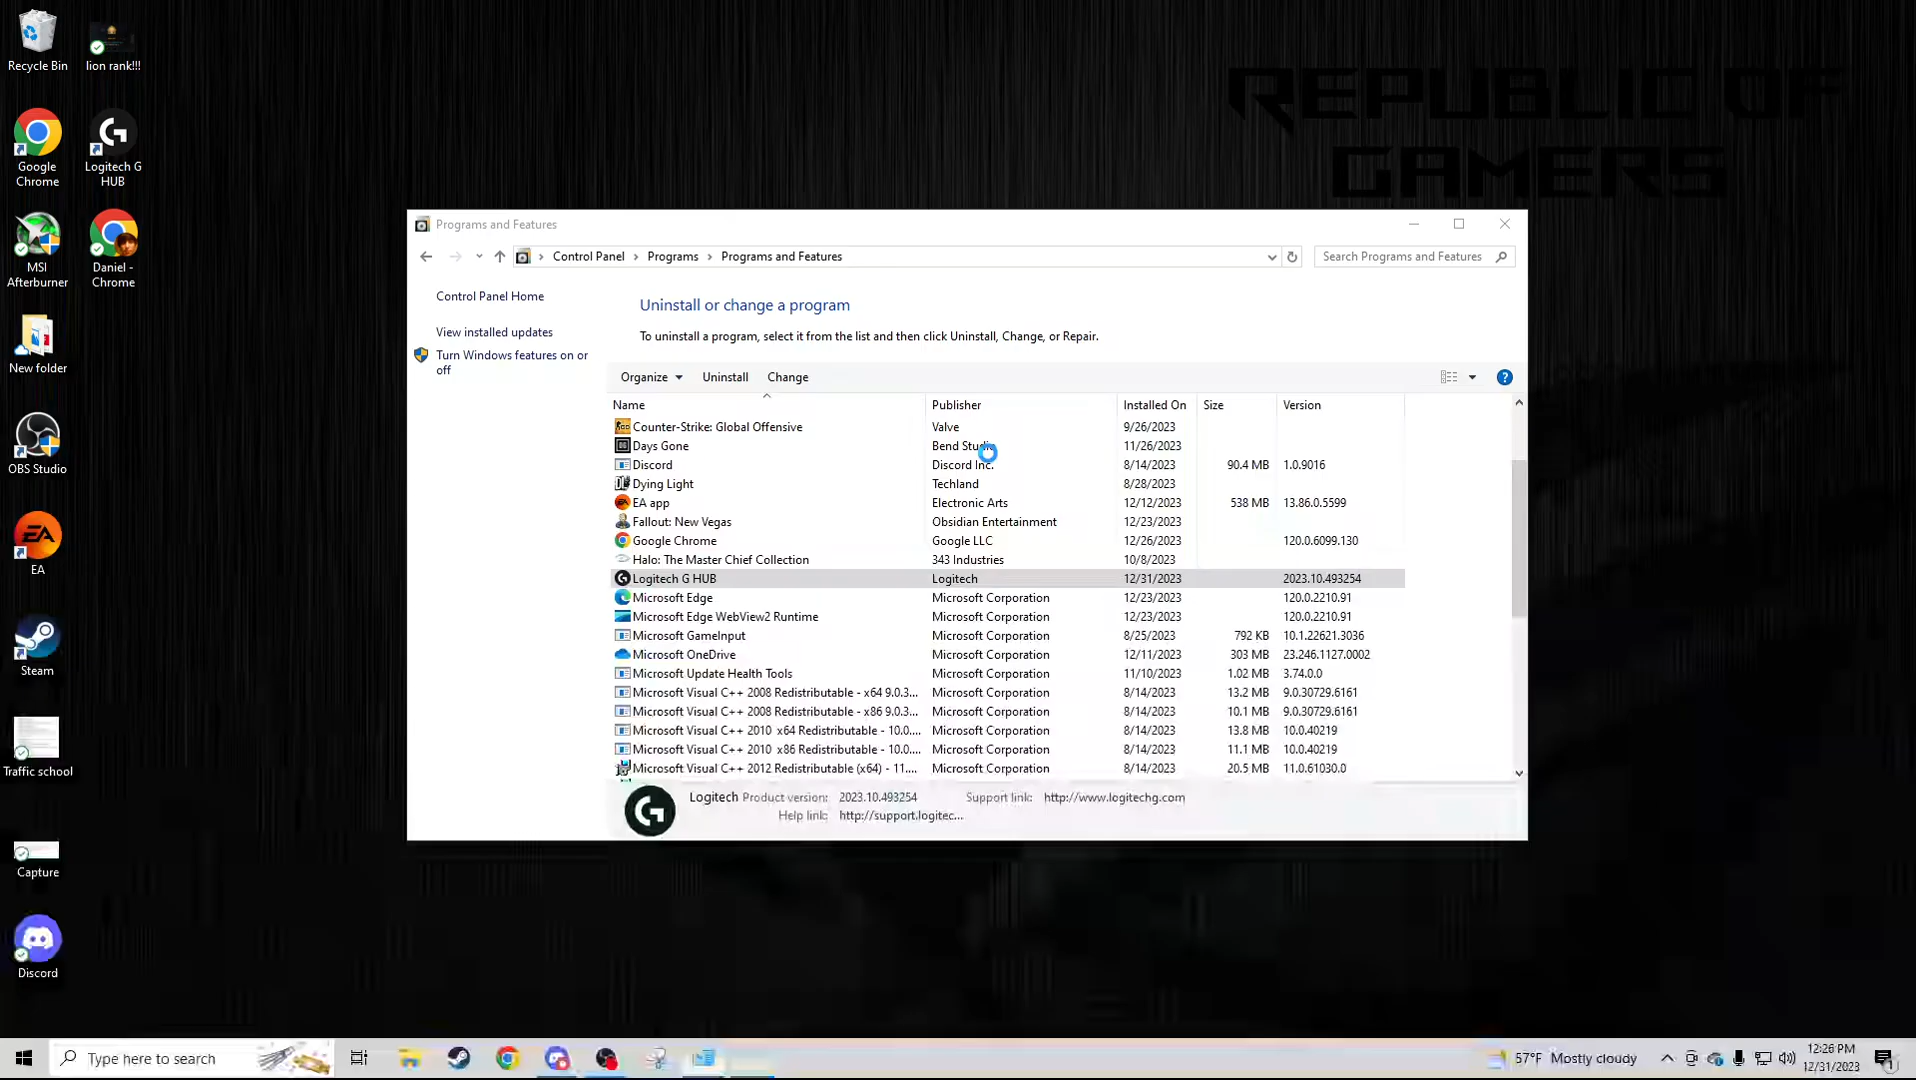 Recycle Bin
lion rank!!!
Google
Chrome
Logitech G
HUB
MSI
Afterburner
Daniel -
Chrome
New folder
OBS Studio
EA
EA
Steam
Traffic school
Capture
Discord
REPUBLIC OF
GAMERS
Programs and Features
Control Panel > Programs > Programs and Features
Search Programs and Features
Control Panel Home
View installed updates
Turn Windows features on or
off
Uninstall or change a program
To uninstall a program, select it from the list and then click Uninstall, Change, or Repair.
Organize Uninstall Change
Name Publisher Installed On Size Version
Counter-Strike: Global Offensive Valve 9/26/2023
Days Gone Bend Studio 11/26/2023
Discord Discord Inc. 8/14/2023 90.4 MB 1.0.9016
Dying Light Techland 8/28/2023
EA app Electronic Arts 12/12/2023 538 MB 13.86.0.5599
Fallout: New Vegas Obsidian Entertainment 12/23/2023
Google Chrome Google LLC 12/26/2023 120.0.6099.130
Halo: The Master Chief Collection 343 Industries 10/8/2023
Logitech G HUB Logitech 12/31/2023 2023.10.493254
Microsoft Edge Microsoft Corporation 12/23/2023 120.0.2210.91
Microsoft Edge WebView2 Runtime Microsoft Corporation 12/23/2023 120.0.2210.91
Microsoft GameInput Microsoft Corporation 8/25/2023 792 KB 10.1.22621.3036
Microsoft OneDrive Microsoft Corporation 12/11/2023 303 MB 23.246.1127.0002
Microsoft Update Health Tools Microsoft Corporation 11/10/2023 1.02 MB 3.74.0.0
Microsoft Visual C++ 2008 Redistributable - x64 9.0.3... Microsoft Corporation 8/14/2023 13.2 MB 9.0.30729.6161
Microsoft Visual C++ 2008 Redistributable - x86 9.0.3... Microsoft Corporation 8/14/2023 10.1 MB 9.0.30729.6161
Microsoft Visual C++ 2010 x64 Redistributable - 10.0.... Microsoft Corporation 8/14/2023 13.8 MB 10.0.40219
Microsoft Visual C++ 2010 x86 Redistributable - 10.0.... Microsoft Corporation 8/14/2023 11.1 MB 10.0.40219
Microsoft Visual C++ 2012 Redistributable (x64) - 11.... Microsoft Corporation 8/14/2023 20.5 MB 11.0.61030.0
Logitech Product version: 2023.10.493254 Support link: http://www.logitechg.com
Help link: http://support.logitec...
Type here to search
57°F Mostly cloudy
12:26 PM
12/31/2023
1